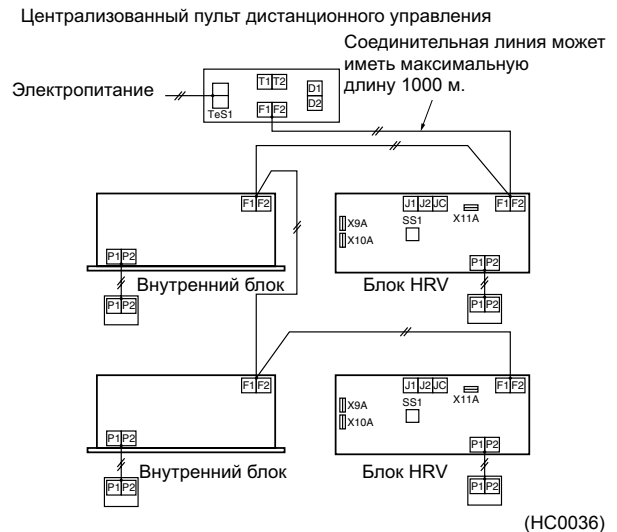 Централизованный пульт дистанционного управления
Соединительная линия может
иметь максимальную
длину 1000 м.
Электропитание
TeS1
T1 T2
F1 F2
D1
D2
F1 F2
P1 P2
Внутренний блок
P1 P2
J1 J2 JC
X11A
F1 F2
X9A
X10A
SS1
P1 P2
Блок HRV
P1 P2
F1 F2
P1 P2
Внутренний блок
P1 P2
J1 J2 JC
X11A
F1 F2
X9A
X10A
SS1
P1 P2
Блок HRV
P1 P2
(HC0036)